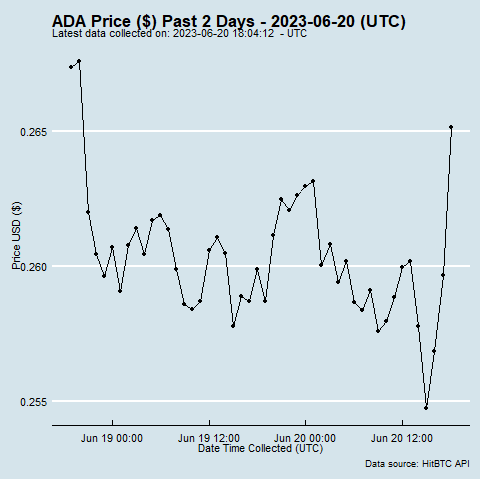 ADA Price ($) Past 2 Days - 2023-06-20 (UTC)
Latest data collected on: 2023-06-20 18:04:12  - UTC
0.265
0.260
0.255
Price USD ($)
Jun 19 00:00
Jun 19 12:00
Jun 20 00:00
Jun 20 12:00
Date Time Collected (UTC)
Data source: HitBTC API